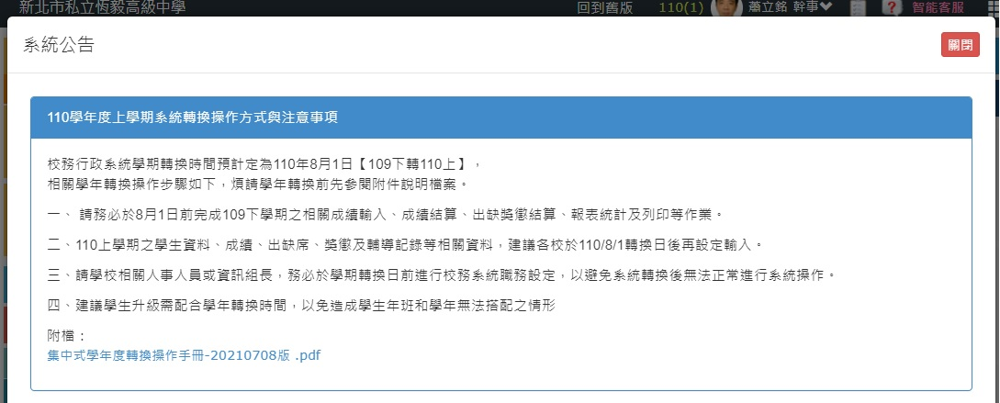 新北市私立恆毅高級中學
回到舊版 110(1) 蕭立銘 幹事 智能客服
系統公告
關閉
110學年度上學期系統轉換操作方式與注意事項
校務行政系統學期轉換時間預計定為110年8月1日【109下轉110上】，
相關學年轉換操作步驟如下，煩請學年轉換前先參閱附件說明檔案。
一、 請務必於8月1日前完成109下學期之相關成績輸入、成績結算、出缺獎懲結算、報表統計及列印等作業。
二、110上學期之學生資料、成績、出缺席、獎懲及輔導記錄等相關資料，建議各校於110/8/1轉換日後再設定輸入。
三、請學校相關人事人員或資訊組長，務必於學期轉換日前進行校務系統職務設定，以避免系統轉換後無法正常進行系統操作。
四、建議學生升級需配合學年轉換時間，以免造成學生年班和學年無法搭配之情形
附檔：
集中式學年度轉換操作手冊-20210708版 .pdf